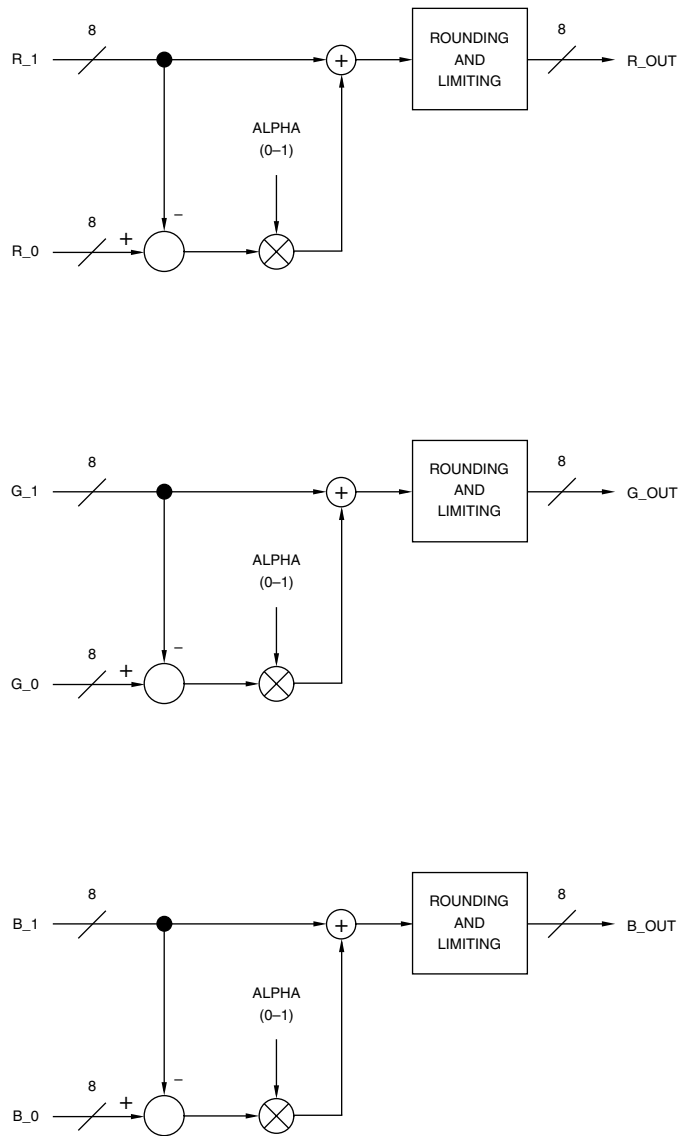 8
8
R_1
ROUNDING
AND
LIMITING
R_OUT
ALPHA
(0–1)
8
+
–
R_0
+
8
8
G_1
ROUNDING
AND
LIMITING
G_OUT
ALPHA
(0–1)
8
+
–
G_0
+
8
8
B_1
ROUNDING
AND
LIMITING
B_OUT
ALPHA
(0–1)
8
+
–
B_0
+